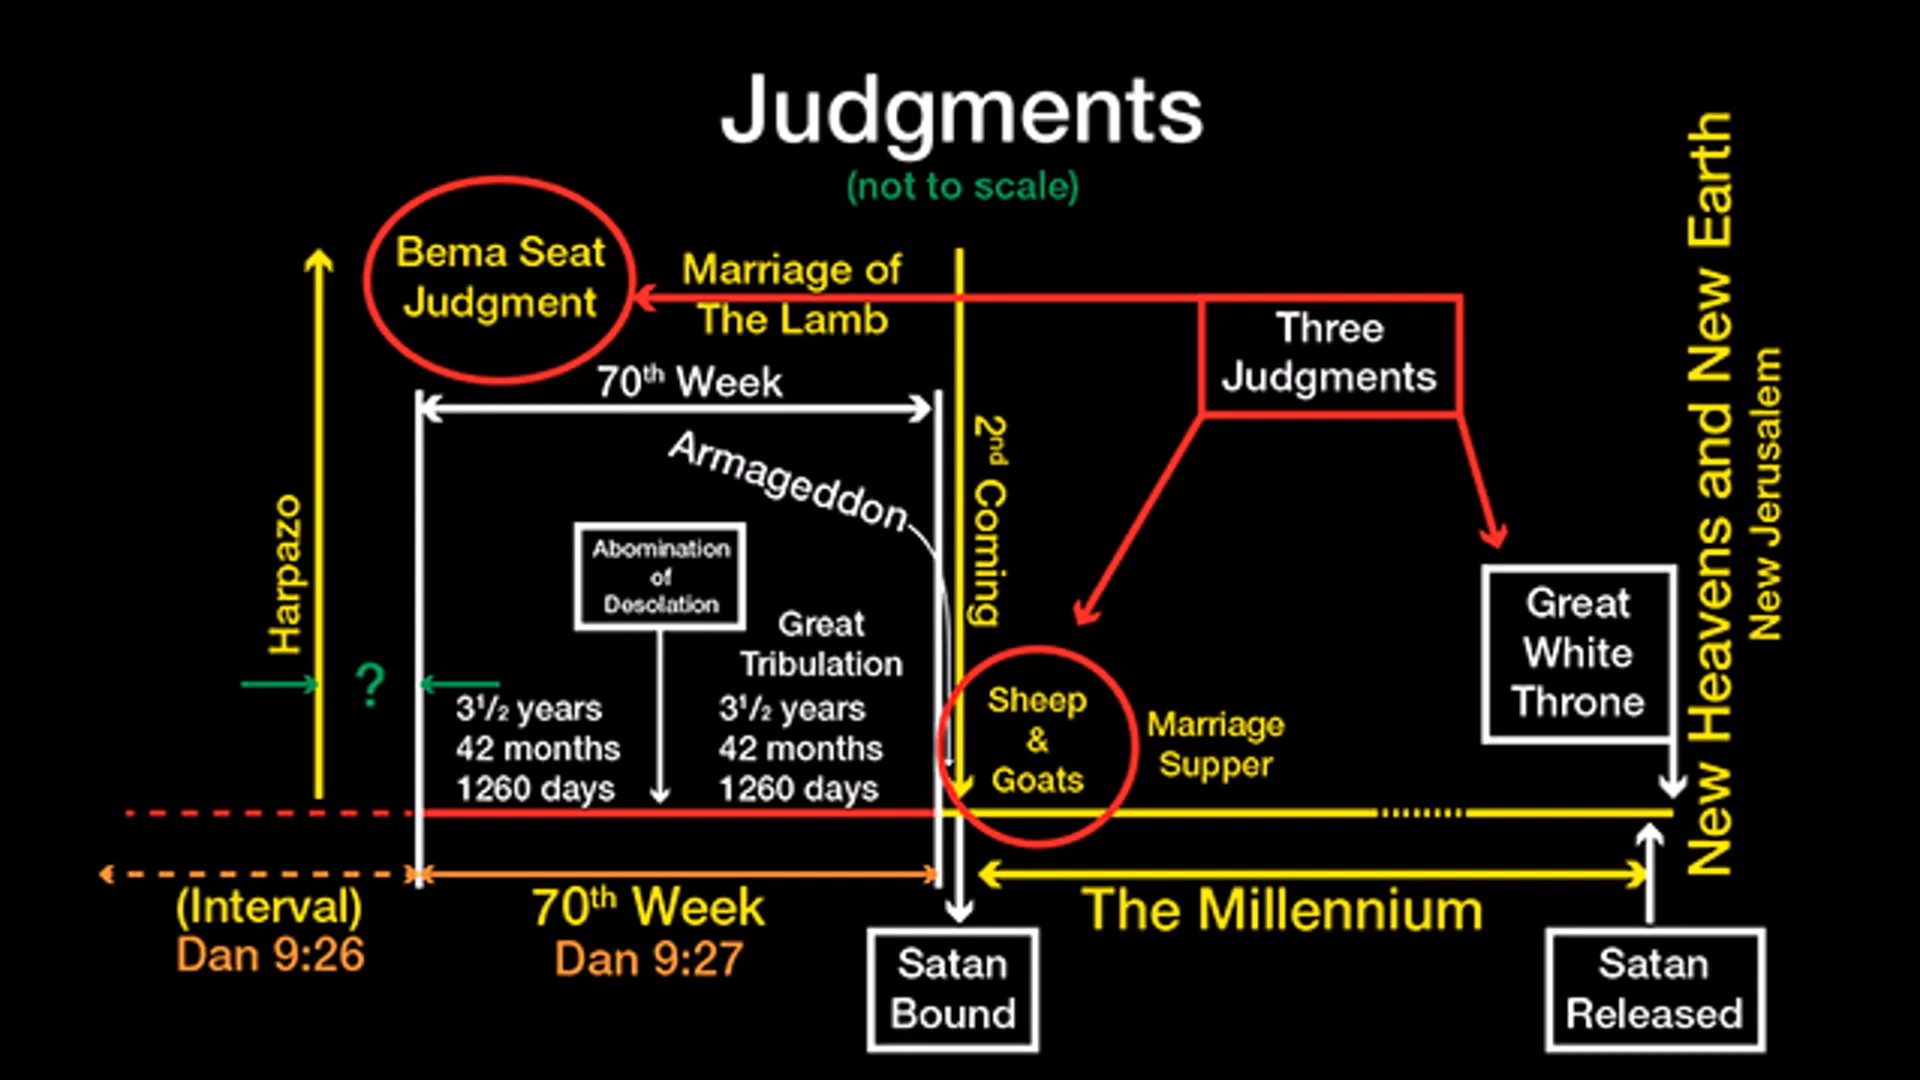 Judgments
(not to scale)
Bema Seat
Judgment
Marriage of
The Lamb
Three
Judgments
70th Week
Armageddon
2nd Coming
Harpazo
?
Abomination
of
Desolation
Great
Tribulation
3¹/₂ years
42 months
1260 days
3¹/₂ years
42 months
1260 days
Sheep
&
Goats
Marriage
Supper
Great
White
Throne
New Heavens and New Earth
New Jerusalem
(Interval)
Dan 9:26
70th Week
Dan 9:27
The Millennium
Satan
Bound
Satan
Released